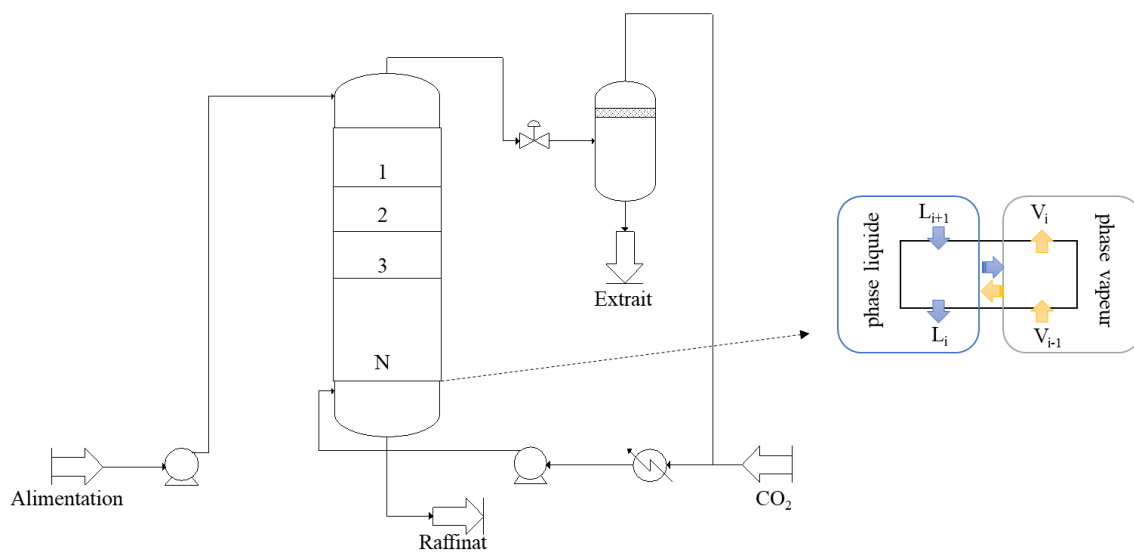 1
2
3
N
Extrait
Alimentation
Raffinat
CO₂
phase liquide
Lᵢ₊₁
Lᵢ
Vᵢ
Vᵢ₋₁
phase vapeur